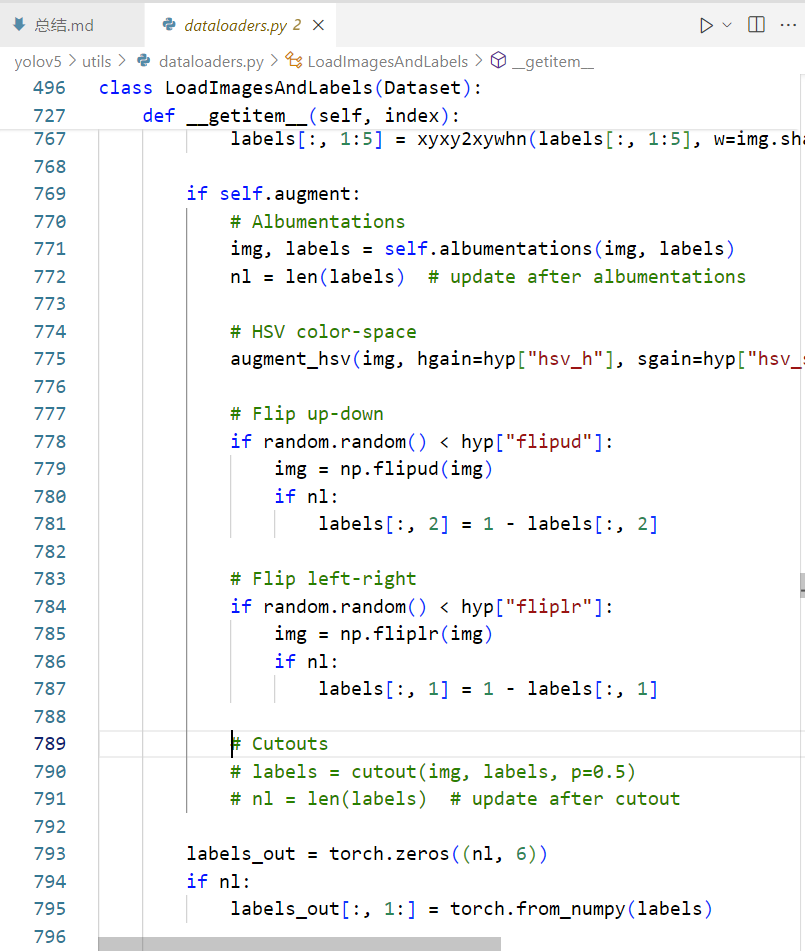 总结.md dataloaders.py 2
yolov5 > utils > dataloaders.py > LoadImagesAndLabels > __getitem__
496 class LoadImagesAndLabels(Dataset):
727     def __getitem__(self, index):
767             labels[:, 1:5] = xyxy2xywhn(labels[:, 1:5], w=img.sha
768
769         if self.augment:
770             # Albumentations
771             img, labels = self.albumentations(img, labels)
772             nl = len(labels)  # update after albumentations
773
774             # HSV color-space
775             augment_hsv(img, hgain=hyp["hsv_h"], sgain=hyp["hsv_s
776
777             # Flip up-down
778             if random.random() < hyp["flipud"]:
779                 img = np.flipud(img)
780                 if nl:
781                     labels[:, 2] = 1 - labels[:, 2]
782
783             # Flip left-right
784             if random.random() < hyp["fliplr"]:
785                 img = np.fliplr(img)
786                 if nl:
787                     labels[:, 1] = 1 - labels[:, 1]
788
789             # Cutouts
790             # labels = cutout(img, labels, p=0.5)
791             # nl = len(labels)  # update after cutout
792
793         labels_out = torch.zeros((nl, 6))
794         if nl:
795             labels_out[:, 1:] = torch.from_numpy(labels)
796